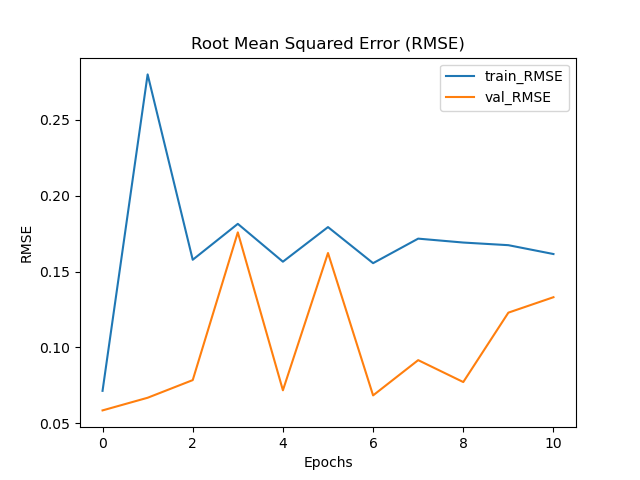 Root Mean Squared Error (RMSE)
train_RMSE
val_RMSE
0.25
0.20
0.15
0.10
0.05
RMSE
0 2 4 6 8 10
Epochs